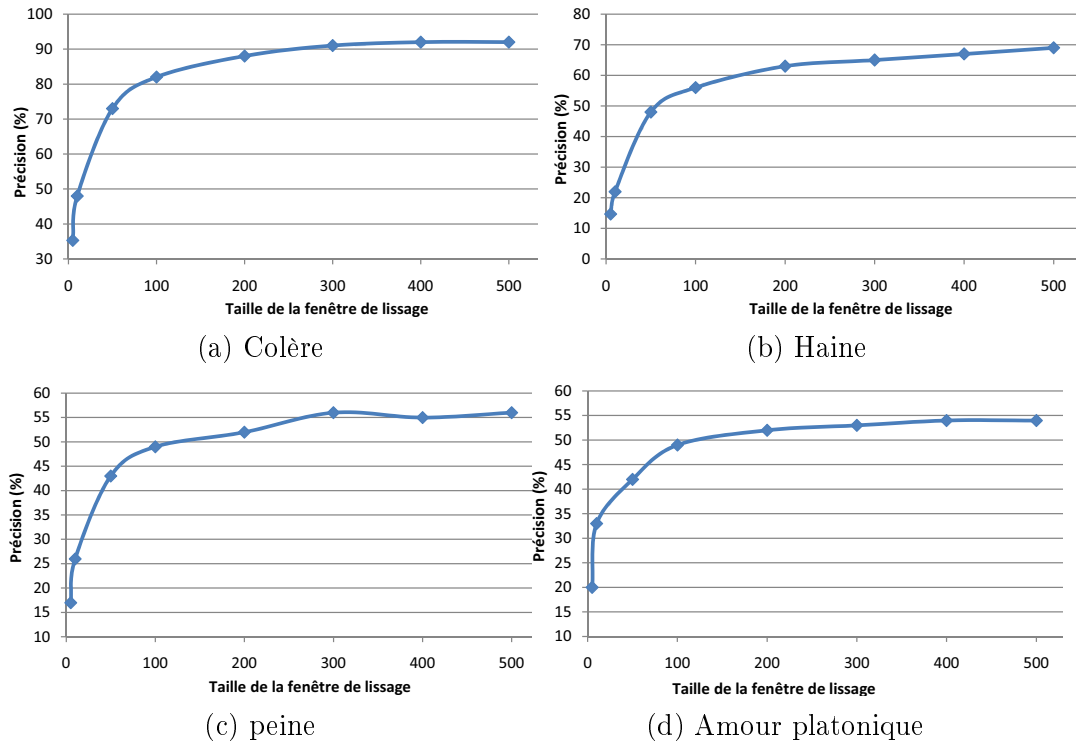 Précision (%)
100
90
80
70
60
50
40
30
0 100 200 300 400 500
Taille de la fenêtre de lissage
(a) Colère
Précision (%)
80
70
60
50
40
30
20
10
0
0 100 200 300 400 500
Taille de la fenêtre de lissage
(b) Haine
Précision (%)
60
55
50
45
40
35
30
25
20
15
10
0 100 200 300 400 500
Taille de la fenêtre de lissage
(c) peine
Précision (%)
60
55
50
45
40
35
30
25
20
15
10
0 100 200 300 400 500
Taille de la fenêtre de lissage
(d) Amour platonique